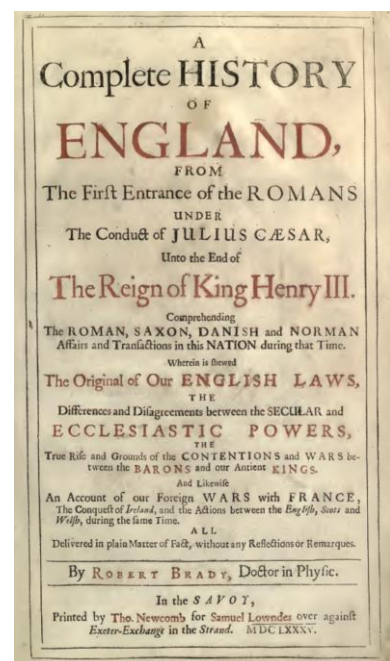 A
Complete HISTORY
OF
ENGLAND,
FROM
The Firſt Entrance of the ROMANS
UNDER
The Conduct of JULIUS CÆSAR,
Unto the End of
The Reign of King Henry III.
Comprehending
The ROMAN, SAXON, DANISH and NORMAN
Affairs and Tranſactions in this NATION during that Time.
Wherein is ſhewed
The Original of Our ENGLISH LAWS,
THE
Differences and Diſagreements between the SECULAR and
ECCLESIASTIC POWERS,
THE
True Riſe and Grounds of the CONTENTIONS and WARS be-
tween the BARONS and our Antient KINGS.
And Likewiſe
An Account of our Foreign WARS with FRANCE,
The Conqueſt of Ireland, and the Actions between the Engliſh, Scots and
Welſh, during the ſame Time.
ALL
Delivered in plain Matter of Fact, without any Reflections or Remarques.
By ROBERT BRADY, Doctor in Phyſic.
In the SAVOY,
Printed by Tho. Newcomb for Samuel Lowndes over againſt
Exeter-Exchange in the Strand. MDCLXXXV.